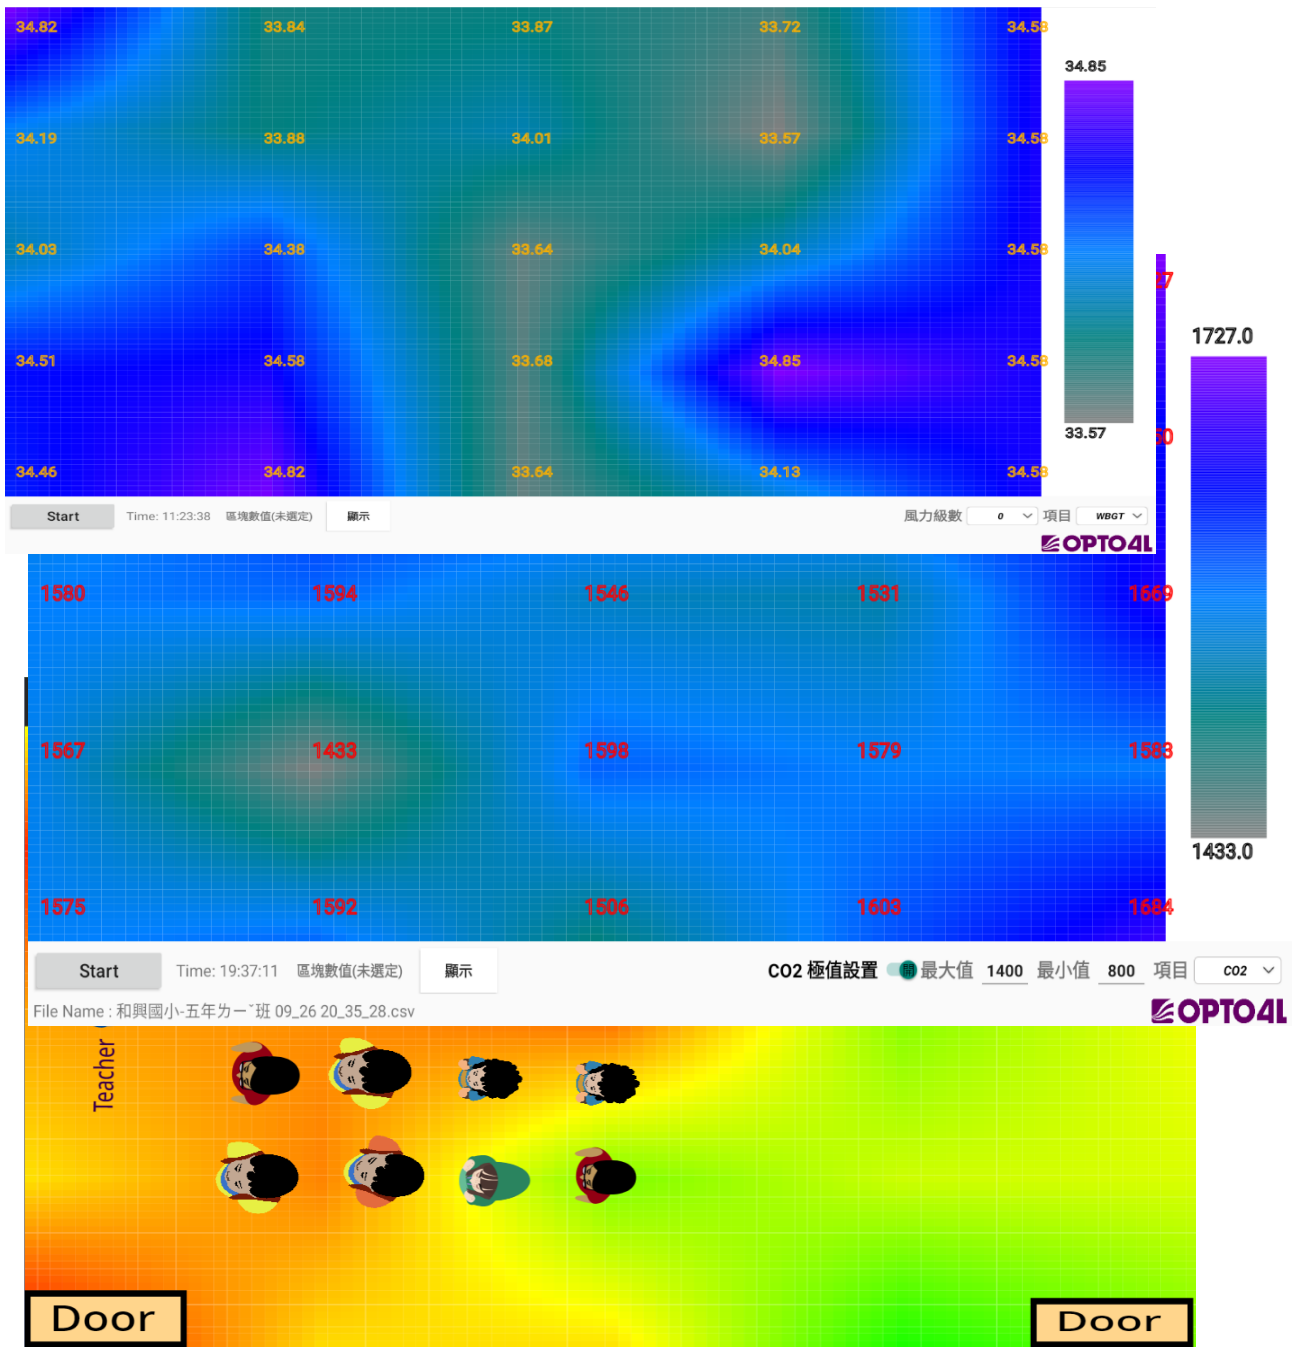 34.82 33.84 33.87 33.72 34.58
34.85
34.19 33.88 34.01 33.57 34.58
34.03 34.38 33.64 34.04 34.58
27
1727.0
34.51 34.58 33.68 34.85 34.58
33.57
34.46 34.82 33.64 34.13 34.58
Start Time: 11:23:38 區塊數值(未選定) 顯示 風力級數 0 項目 WBGT
OPTO4L
1580 1594 1546 1531 1669
1567 1433 1598 1579 1583
1433.0
1575 1592 1506 1603 1684
Start Time: 19:37:11 區塊數值(未選定) 顯示 CO2 極值設置 開 最大值 1400 最小值 800 項目 CO2
File Name : 和興國小-五年ㄌㄧˇ班 09_26 20_35_28.csv
OPTO4L
Teacher
Door Door